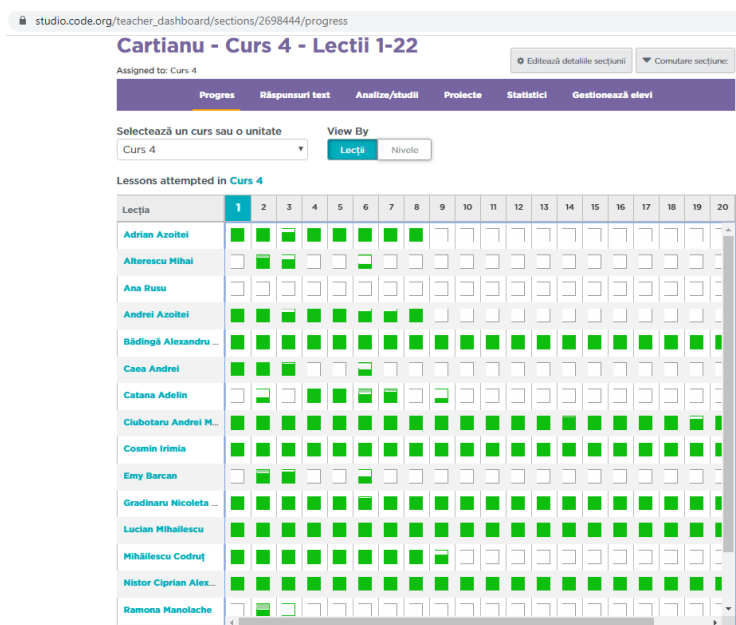 studio.code.org/teacher_dashboard/sections/2698444/progress
Cartianu - Curs 4 - Lectii 1-22
Assigned to: Curs 4
Editează detaliile secțiunii
Comutare secțiune:
Progres Răspunsuri text Analize/studii Proiecte Statistici Gestionează elevi
Selectează un curs sau o unitate View By
Curs 4 Lecții Nivele
Lessons attempted in Curs 4
Lecția 1 2 3 4 5 6 7 8 9 10 11 12 13 14 15 16 17 18 19 20
Adrian Azoitei
Alterescu Mihai
Ana Rusu
Andrei Azoitei
Bădîngă Alexandru ...
Caea Andrei
Catana Adelin
Ciubotaru Andrei M...
Cosmin Irimia
Emy Barcan
Gradinaru Nicoleta ...
Lucian MIhailescu
Mihăilescu Codruț
Nistor Ciprian Alex...
Ramona Manolache